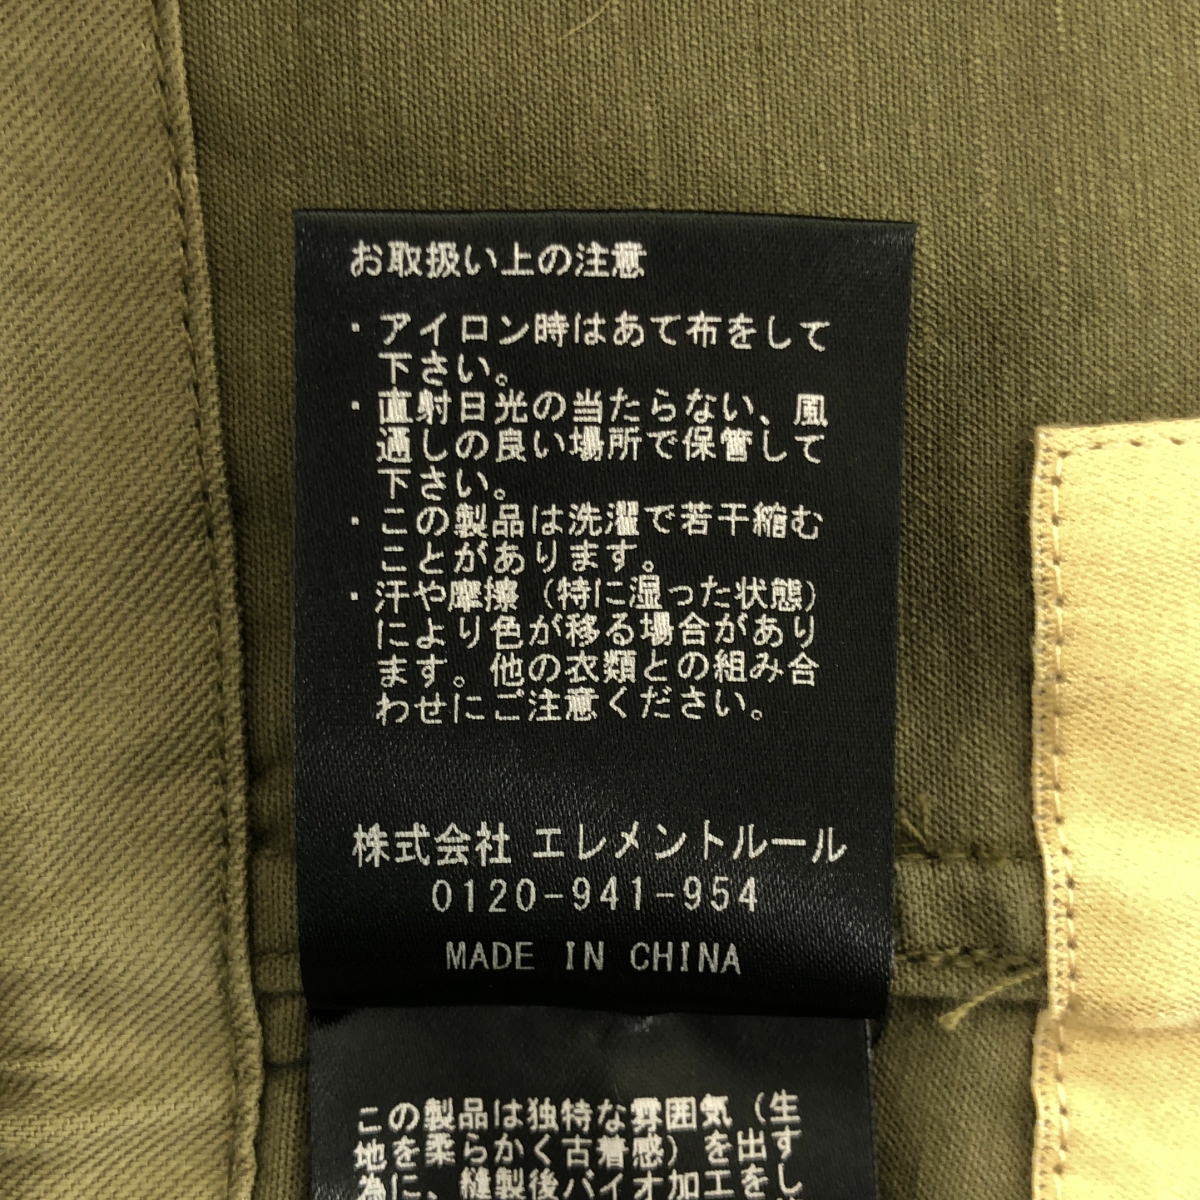 お取扱い上の注意
・アイロン時はあて布をして
下さい。
・直射日光の当たらない、風
通しの良い場所で保管して
下さい。
・この製品は洗濯で若干縮む
ことがあります。
・汗や摩擦（特に湿った状態）
により色が移る場合があり
ます。他の衣類との組み合
わせにご注意ください。
株式会社 エレメントルール
0120-941-954
MADE IN CHINA
この製品は独特な雰囲気（生
地を柔らかく古着感）を出す
為に、縫製後バイオ加工をし